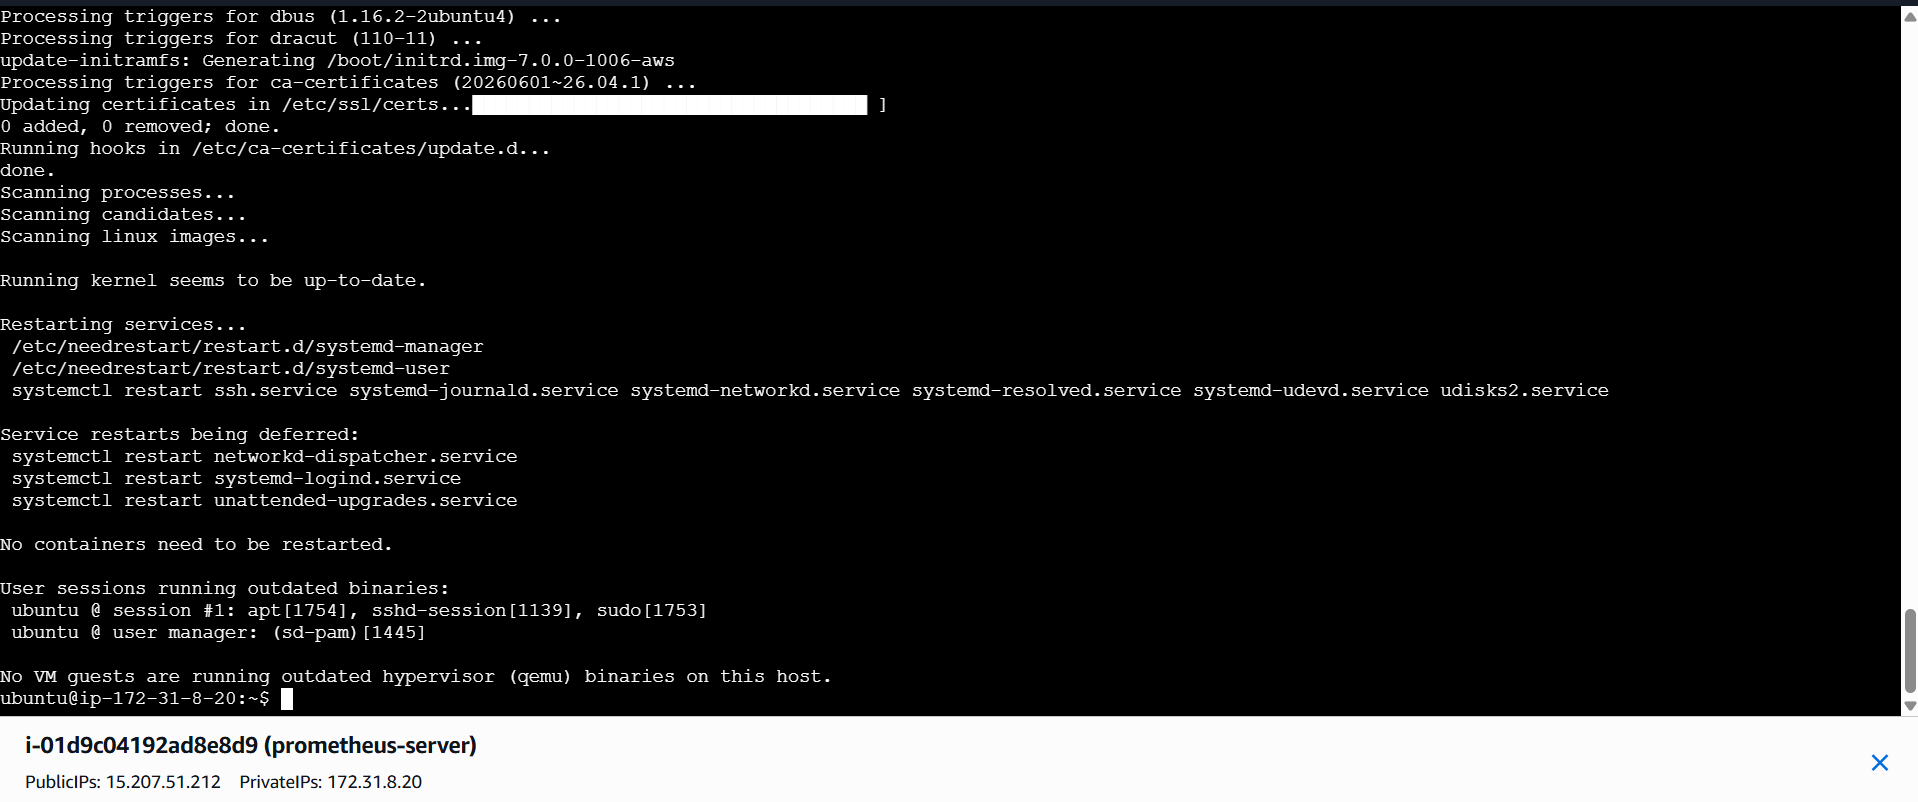 Processing triggers for dbus (1.16.2-2ubuntu4) ...
Processing triggers for dracut (110-11) ...
update-initramfs: Generating /boot/initrd.img-7.0.0-1006-aws
Processing triggers for ca-certificates (20260601~26.04.1) ...
Updating certificates in /etc/ssl/certs... ]
0 added, 0 removed; done.
Running hooks in /etc/ca-certificates/update.d...
done.
Scanning processes...
Scanning candidates...
Scanning linux images...
Running kernel seems to be up-to-date.
Restarting services...
/etc/needrestart/restart.d/systemd-manager
/etc/needrestart/restart.d/systemd-user
systemctl restart ssh.service systemd-journald.service systemd-networkd.service systemd-resolved.service systemd-udevd.service udisks2.service
Service restarts being deferred:
systemctl restart networkd-dispatcher.service
systemctl restart systemd-logind.service
systemctl restart unattended-upgrades.service
No containers need to be restarted.
User sessions running outdated binaries:
ubuntu @ session #1: apt[1754], sshd-session[1139], sudo[1753]
ubuntu @ user manager: (sd-pam)[1445]
No VM guests are running outdated hypervisor (qemu) binaries on this host.
ubuntu@ip-172-31-8-20:~$
i-01d9c04192ad8e8d9 (prometheus-server)
PublicIPs: 15.207.51.212 PrivateIPs: 172.31.8.20